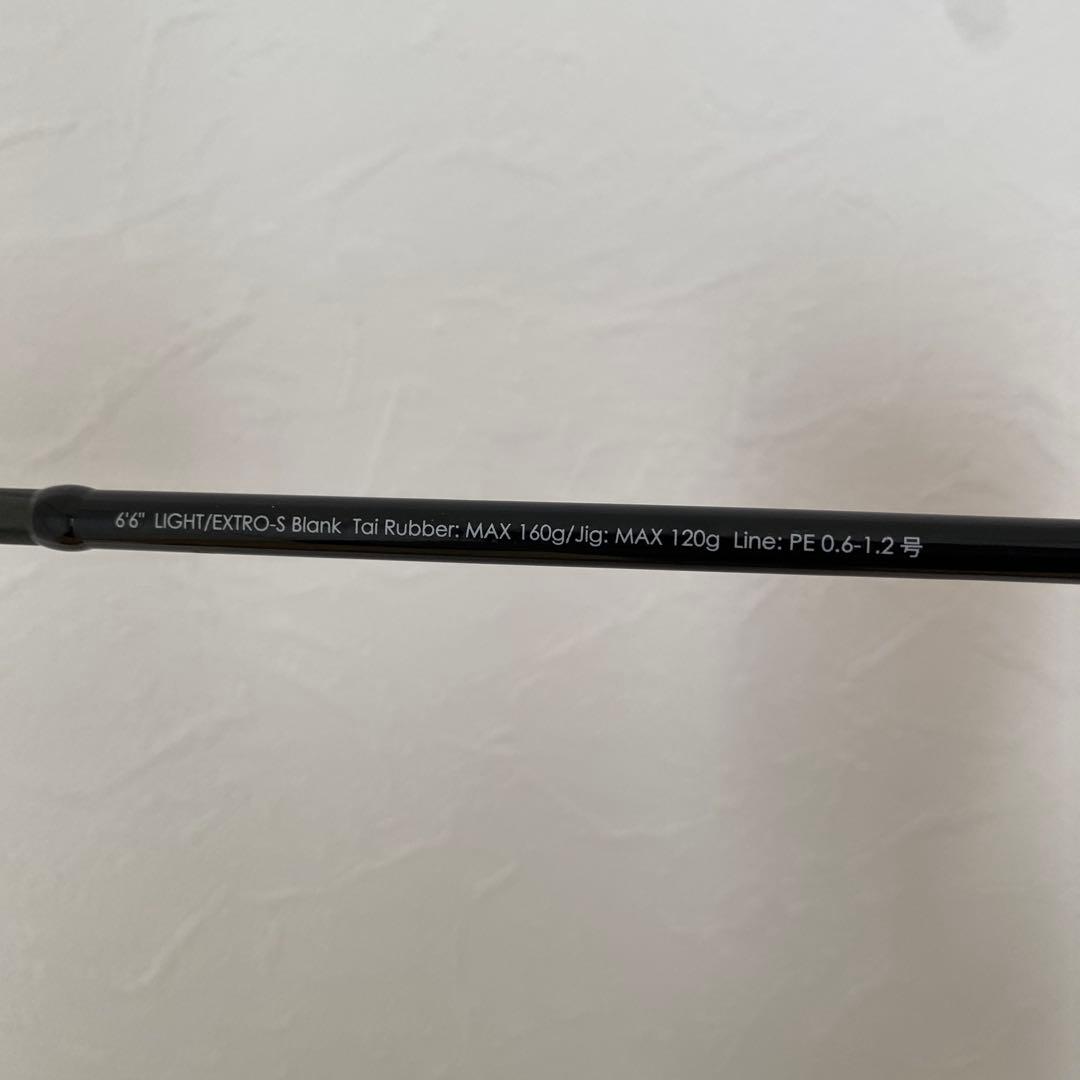 6'6" LIGHT/EXTRO-S Blank Tai Rubber: MAX 160g/Jig: MAX 120g Line: PE 0.6-1.2 号